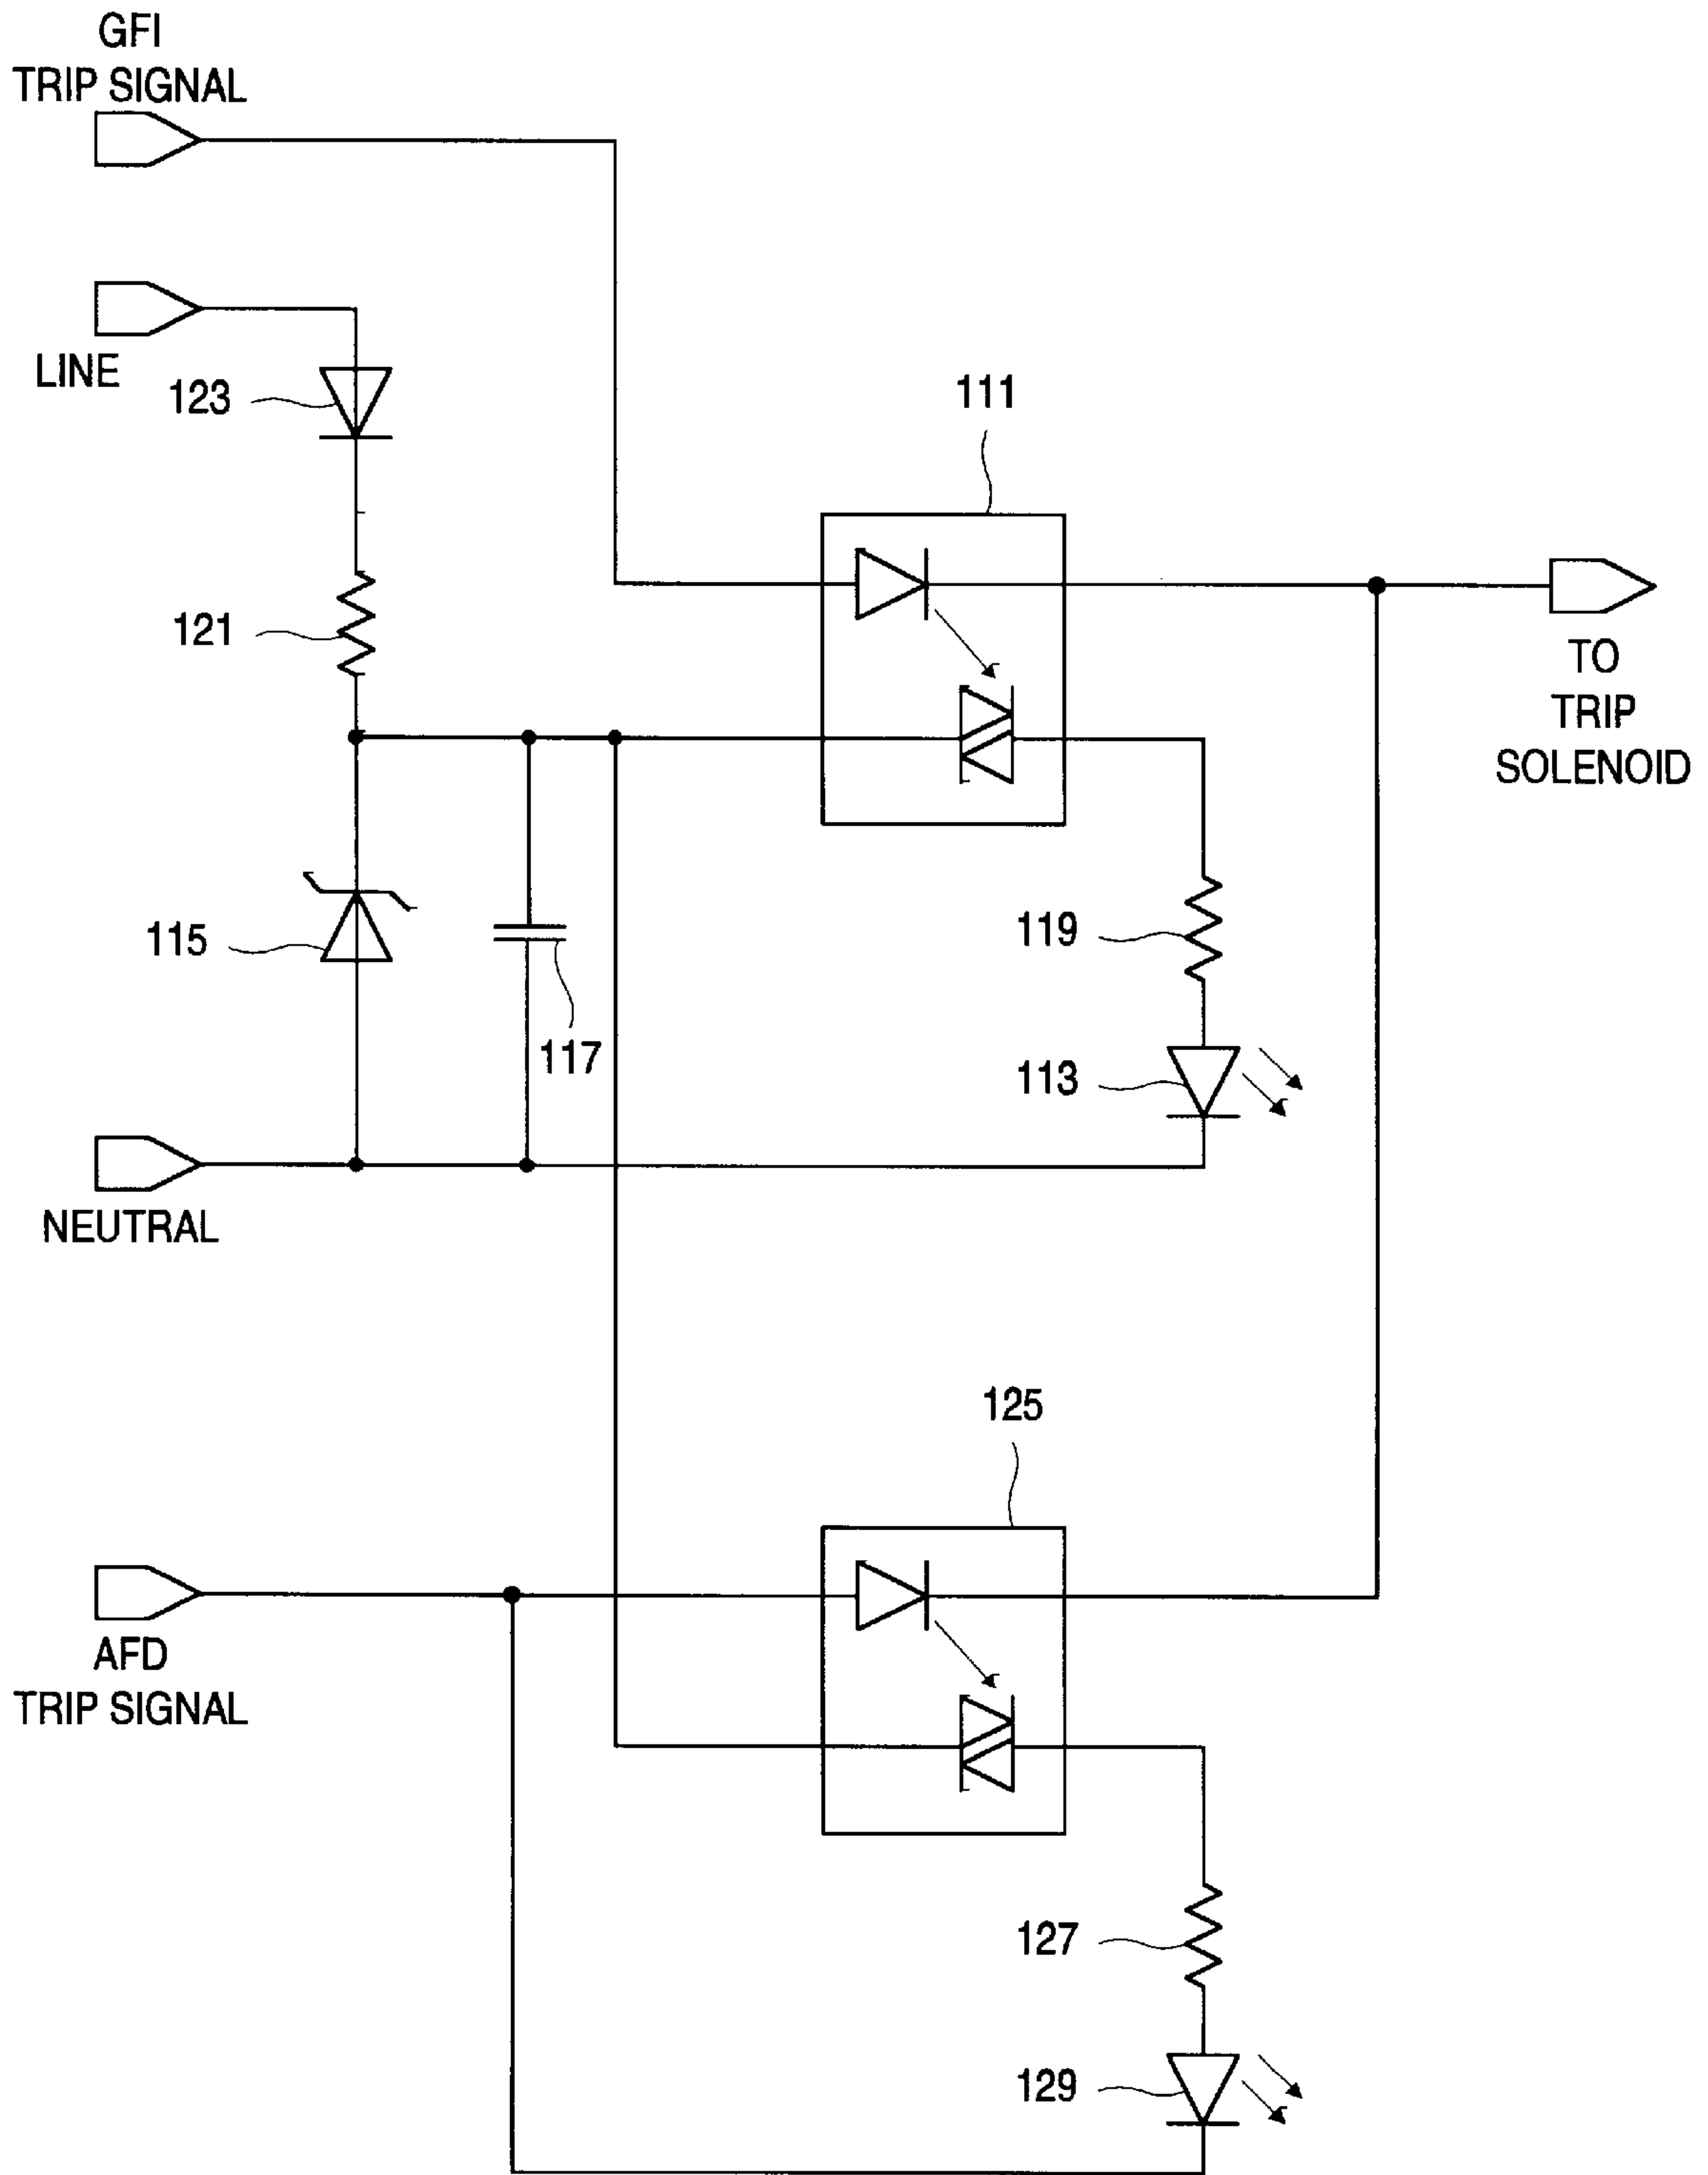 GFI
TRIP SIGNAL
LINE
123
111
121
TO
TRIP
SOLENOID
115
119
117
113
NEUTRAL
125
AFD
TRIP SIGNAL
127
129